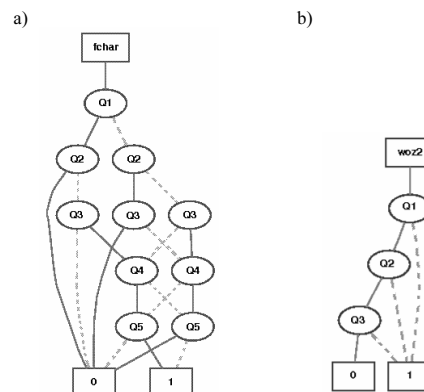 a) b)
fchar
Q1
Q2 Q2
woz2
Q1
Q3 Q3 Q3
Q2
Q4 Q4
Q5 Q5
Q3
0 1
0 1